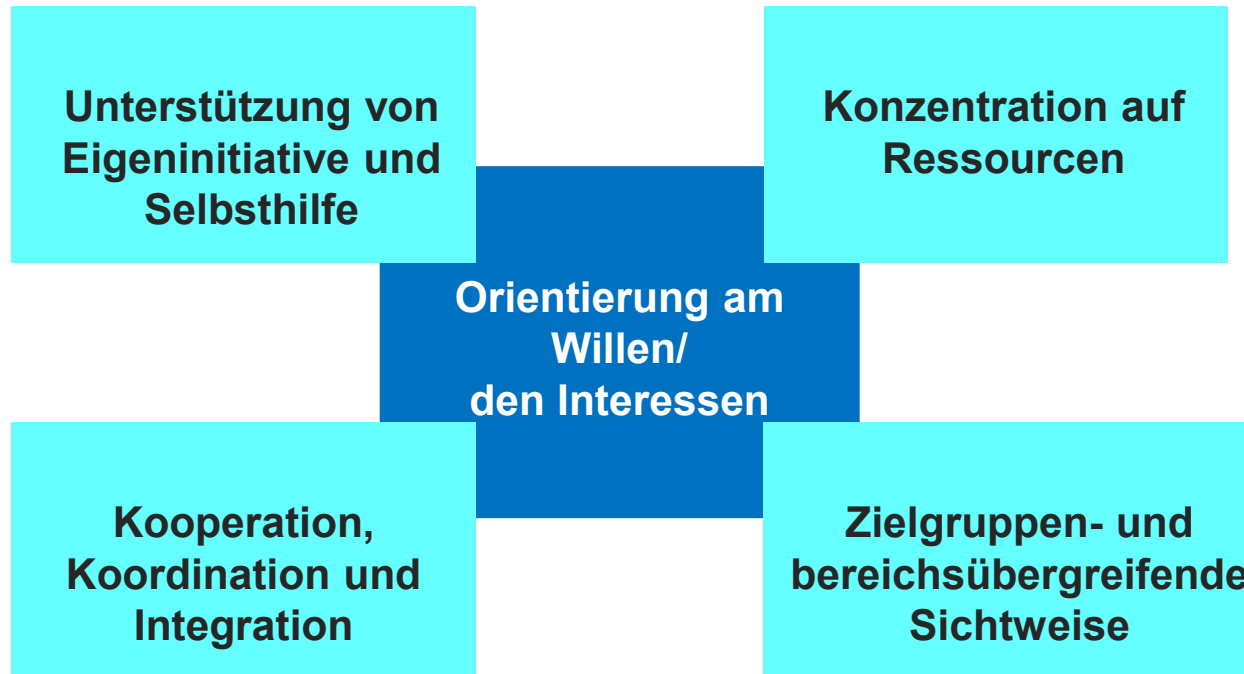 Unterstützung von
Eigeninitiative und
Selbsthilfe
Konzentration auf
Ressourcen
Orientierung am
Willen/
den Interessen
Kooperation,
Koordination und
Integration
Zielgruppen- und
bereichsübergreifende
Sichtweise